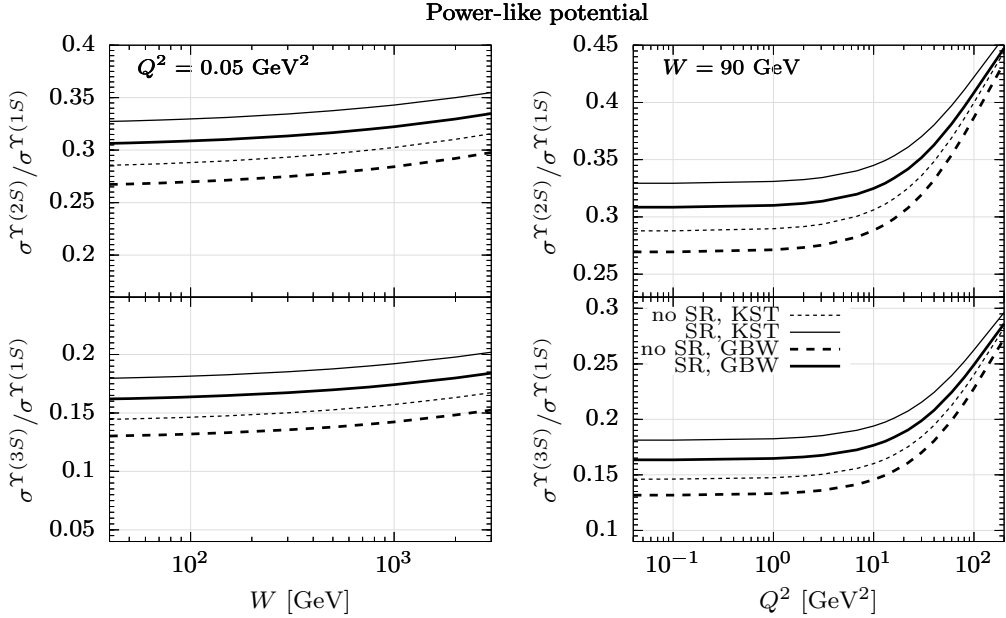 Power-like potential
Q² = 0.05 GeV²
0.4
0.35
0.3
0.25
0.2
σ^Υ(2S)/σ^Υ(1S)
W = 90 GeV
0.45
0.4
0.35
0.3
0.25
σ^Υ(2S)/σ^Υ(1S)
0.2
0.15
0.1
0.05
σ^Υ(3S)/σ^Υ(1S)
10² 10³
W [GeV]
no SR, KST
SR, KST
no SR, GBW
SR, GBW
0.3
0.25
0.2
0.15
0.1
σ^Υ(3S)/σ^Υ(1S)
10⁻¹ 10⁰ 10¹ 10²
Q² [GeV²]